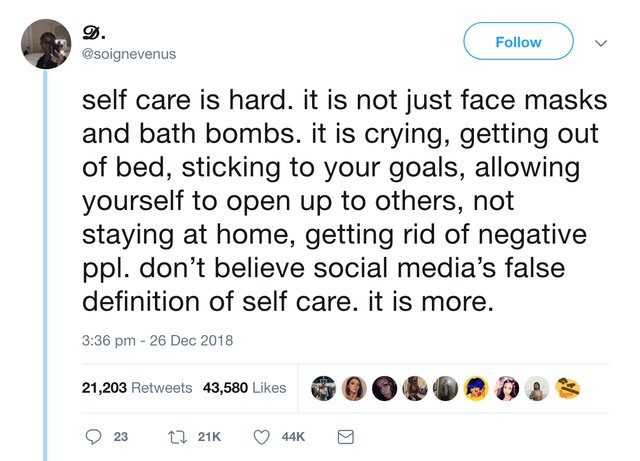 𝓓.
@soignevenus
Follow
self care is hard. it is not just face masks
and bath bombs. it is crying, getting out
of bed, sticking to your goals, allowing
yourself to open up to others, not
staying at home, getting rid of negative
ppl. don’t believe social media’s false
definition of self care. it is more.
3:36 pm - 26 Dec 2018
21,203 Retweets 43,580 Likes
23 21K 44K